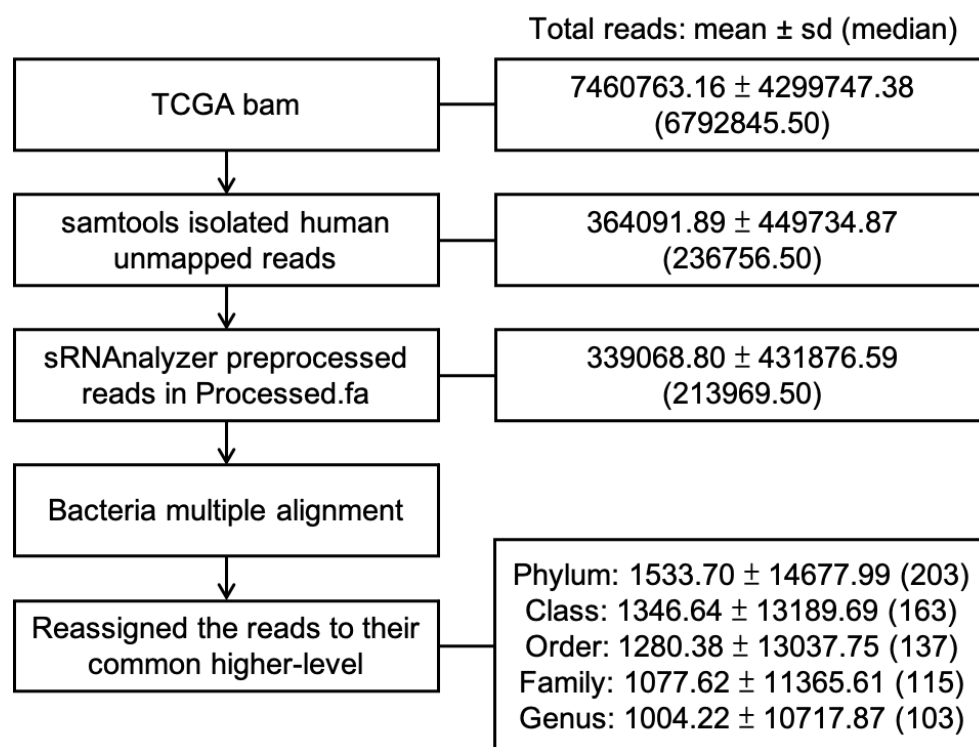 Total reads: mean ± sd (median)
TCGA bam
7460763.16 ± 4299747.38
(6792845.50)
samtools isolated human
unmapped reads
364091.89 ± 449734.87
(236756.50)
sRNAnalyzer preprocessed
reads in Processed.fa
339068.80 ± 431876.59
(213969.50)
Bacteria multiple alignment
Reassigned the reads to their
common higher-level
Phylum: 1533.70 ± 14677.99 (203)
Class: 1346.64 ± 13189.69 (163)
Order: 1280.38 ± 13037.75 (137)
Family: 1077.62 ± 11365.61 (115)
Genus: 1004.22 ± 10717.87 (103)